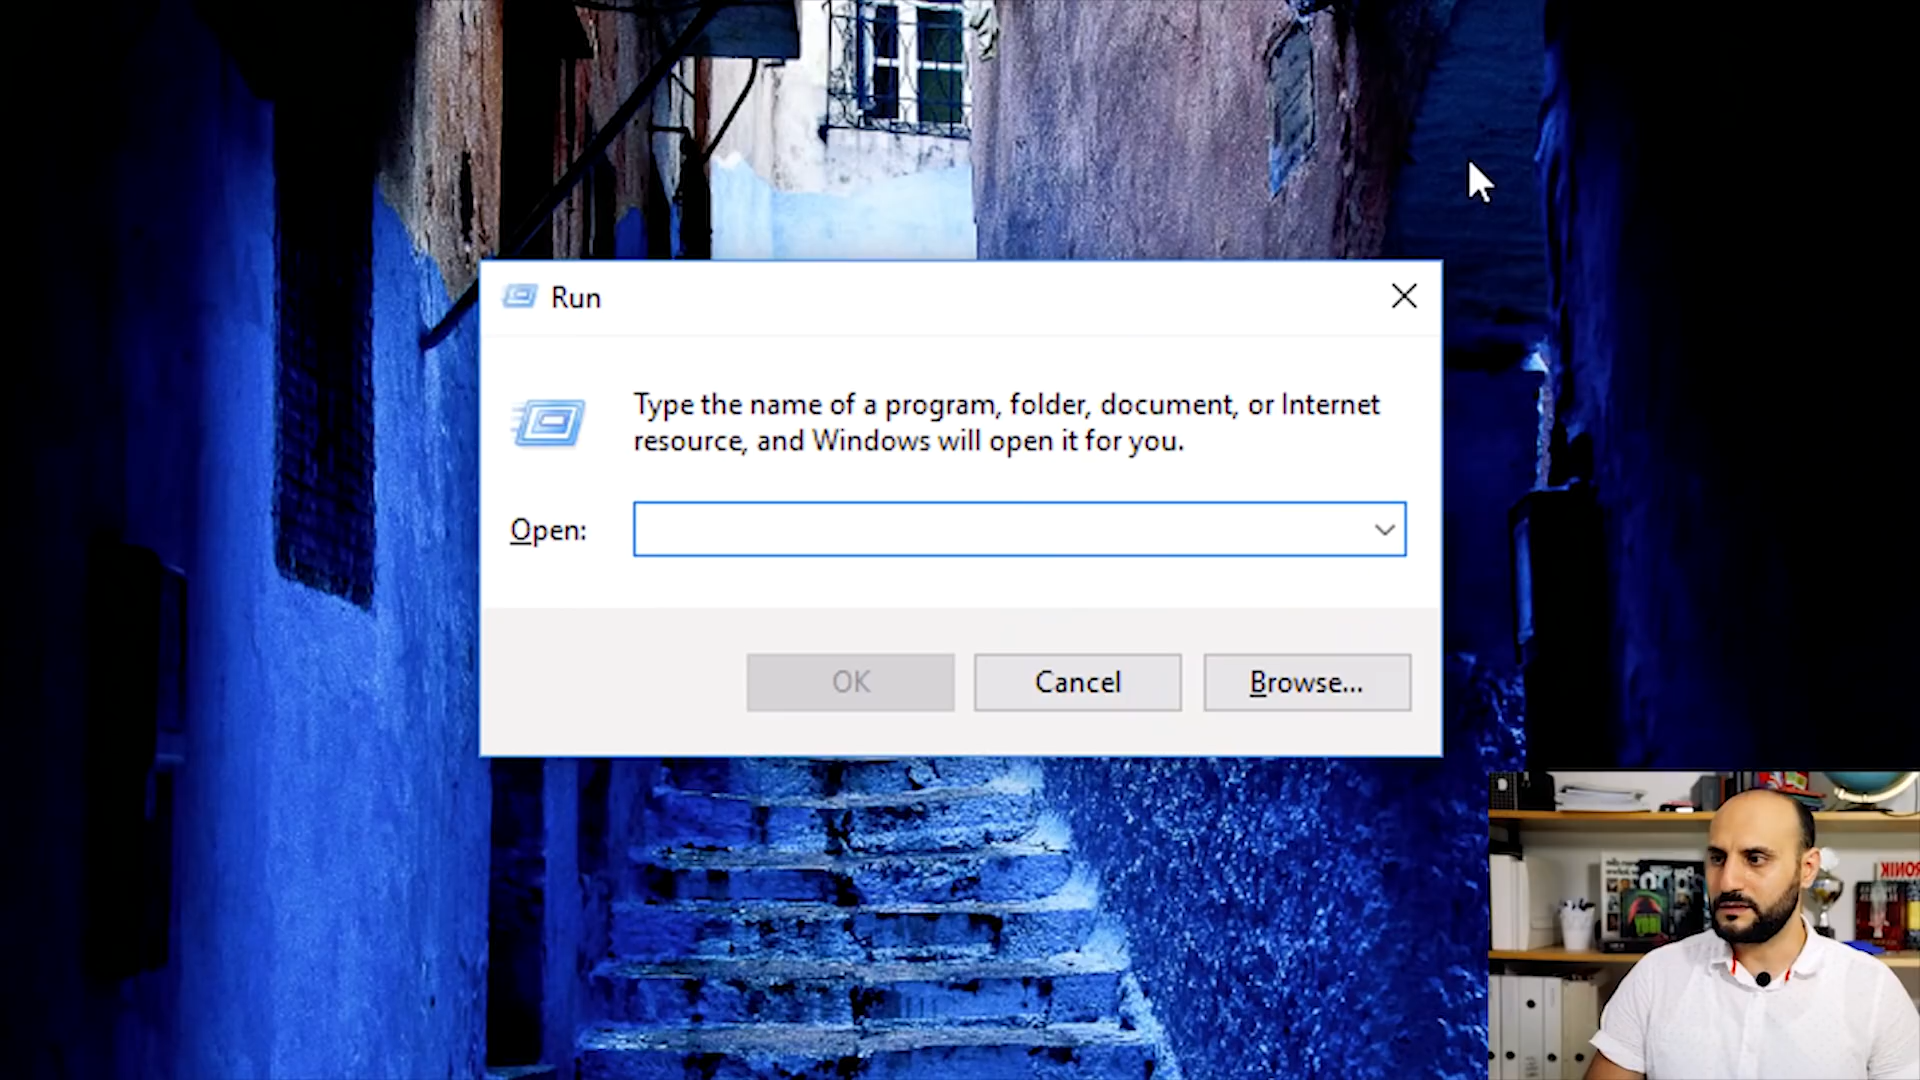 Run
Type the name of a program, folder, document, or Internet
resource, and Windows will open it for you.
Open:
OK
Cancel
Browse...